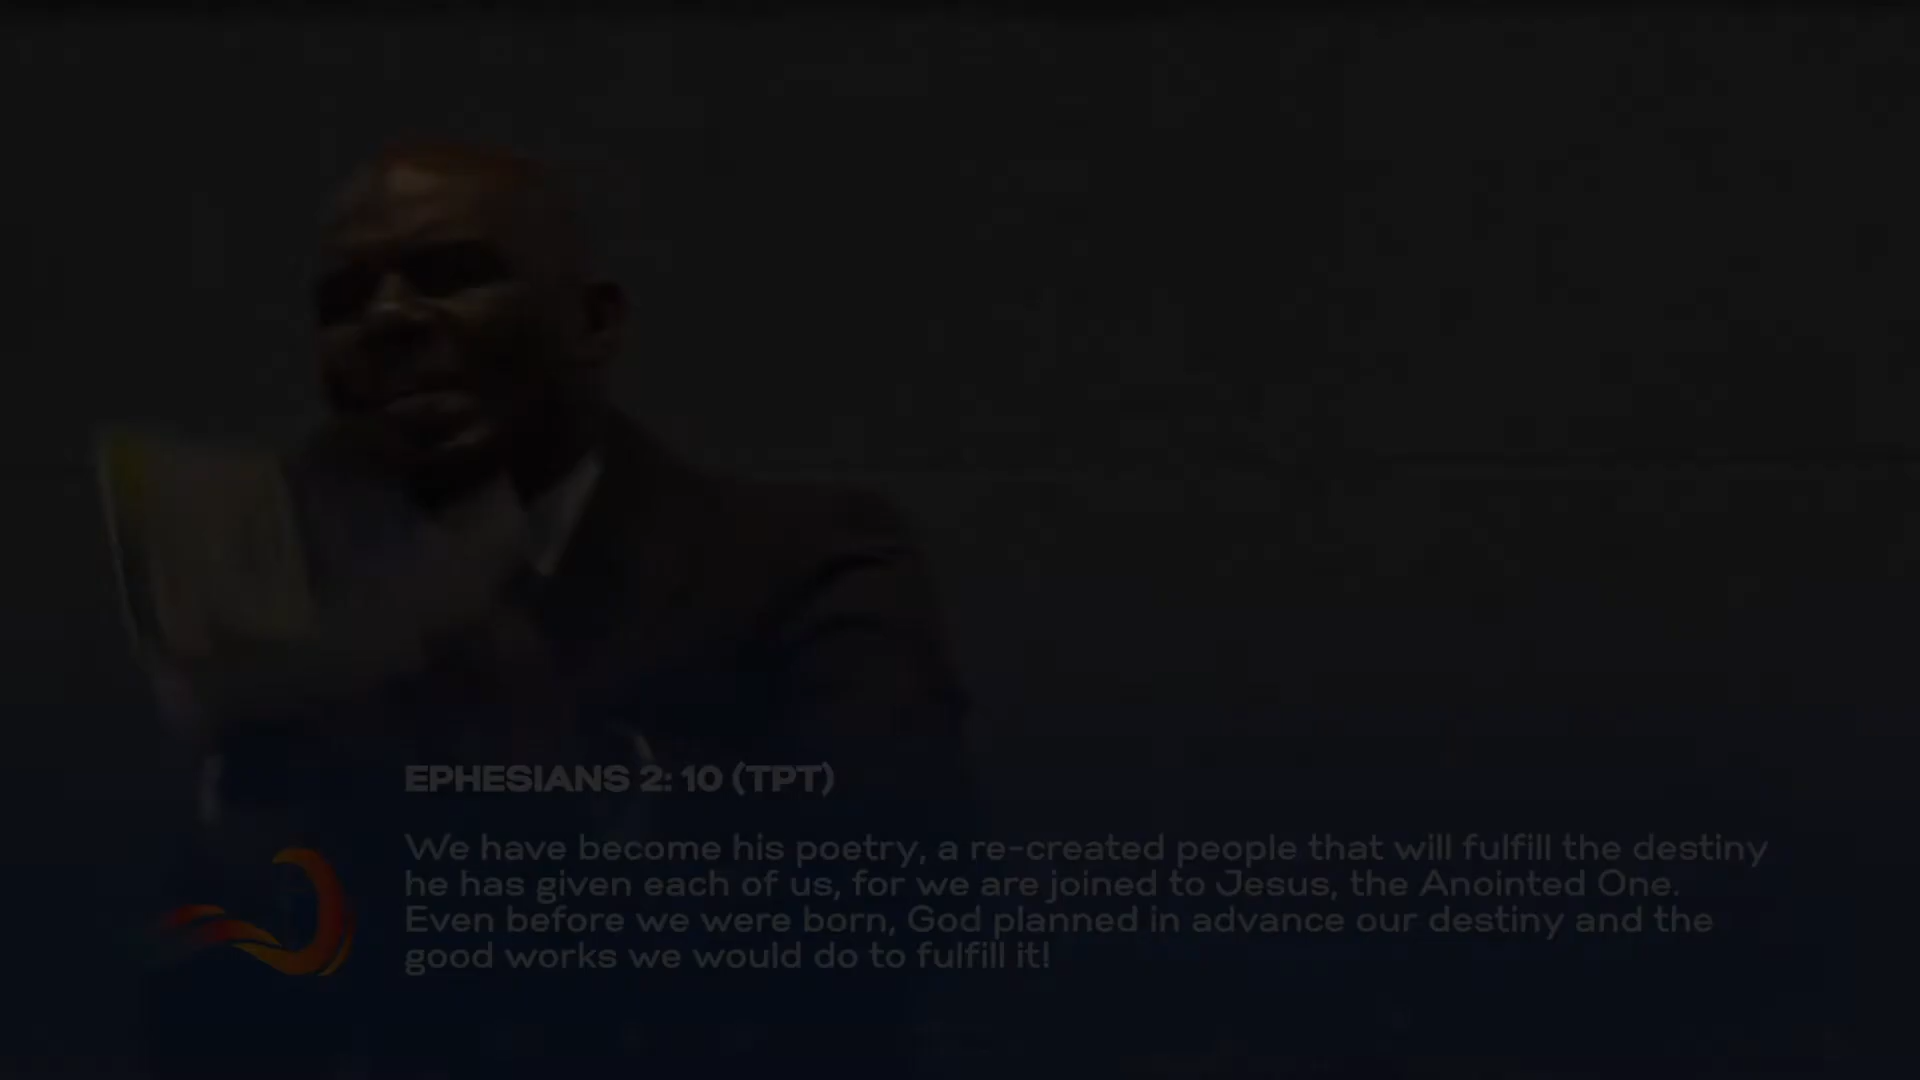 EPHESIANS 2: 10 (TPT)
We have become his poetry, a re-created people that will fulfill the destiny
he has given each of us, for we are joined to Jesus, the Anointed One.
Even before we were born, God planned in advance our destiny and the
good works we would do to fulfill it!